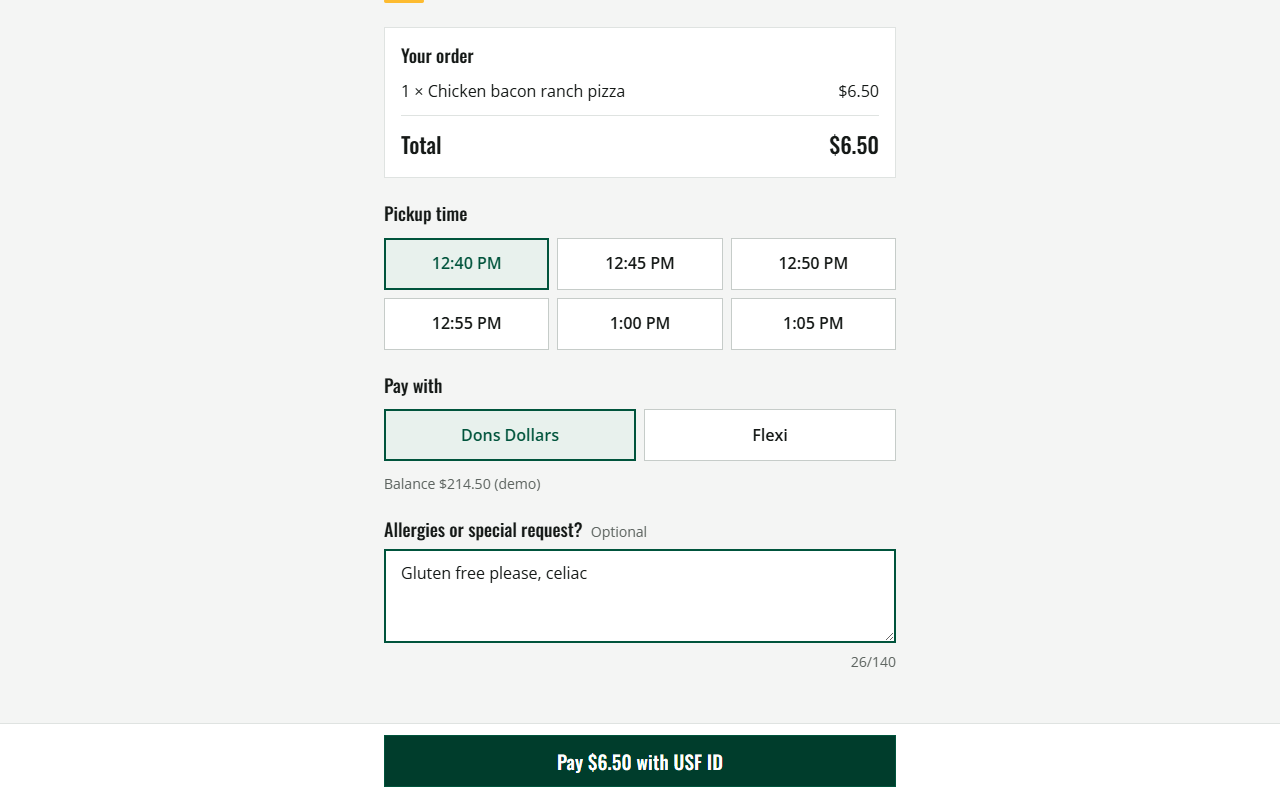 Your order
1 × Chicken bacon ranch pizza $6.50
Total $6.50
Pickup time
12:40 PM 12:45 PM 12:50 PM
12:55 PM 1:00 PM 1:05 PM
Pay with
Dons Dollars Flexi
Balance $214.50 (demo)
Allergies or special request? Optional
Gluten free please, celiac
26/140
Pay $6.50 with USF ID